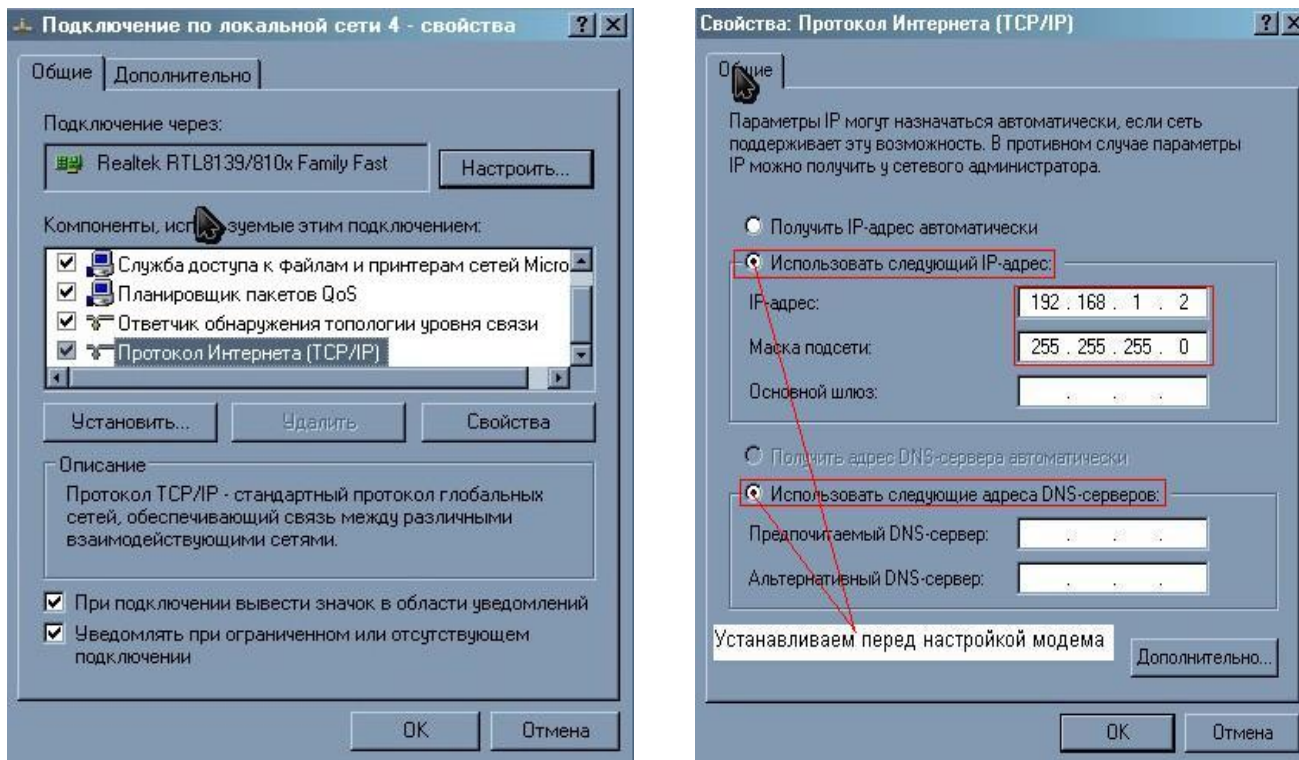 Подключение по локальной сети 4 - свойства
Общие
Дополнительно
Подключение через:
Realtek RTL8139/810x Family Fast
Настроить...
Компоненты, исп зуемые этим подключением:
Служба доступа к файлам и принтерам сетей Micro
Планировщик пакетов QoS
Ответчик обнаружения топологии уровня связи
Протокол Интернета (TCP/IP)
Установить...
Удалить
Свойства
Описание
Протокол TCP/IP - стандартный протокол глобальных
сетей, обеспечивающий связь между различными
взаимодействующими сетями.
При подключении вывести значок в области уведомлений
Уведомлять при ограниченном или отсутствующем
подключении
OK
Отмена
Свойства: Протокол Интернета (TCP/IP)
Общие
Параметры IP могут назначаться автоматически, если сеть
поддерживает эту возможность. В противном случае параметры
IP можно получить у сетевого администратора.
Получить IP-адрес автоматически
Использовать следующий IP-адрес:
IP-адрес: 192 . 168 . 1 . 2
Маска подсети: 255 . 255 . 255 . 0
Основной шлюз: . . .
Получить адрес DNS-сервера автоматически
Использовать следующие адреса DNS-серверов:
Предпочитаемый DNS-сервер: . . .
Альтернативный DNS-сервер: . . .
Устанавливаем перед настройкой модема
Дополнительно...
OK
Отмена